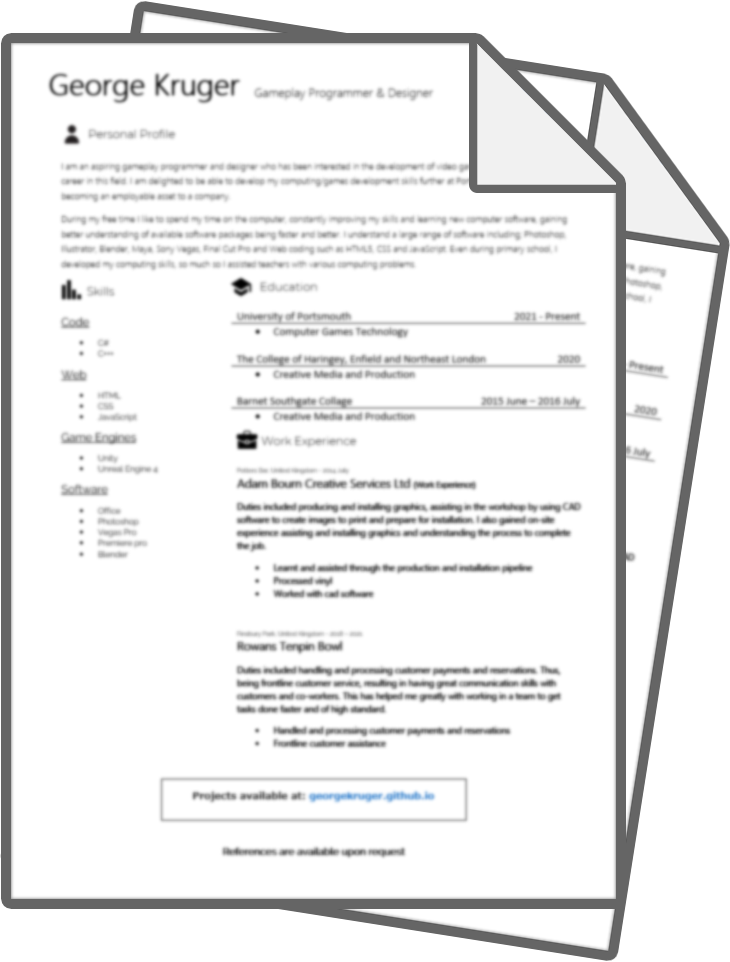 George Kruger Gameplay Programmer & Designer
Personal Profile
I am an aspiring gameplay programmer and designer who has been interested in the development of video
career in this field. I am delighted to be able to develop my computing/games development skills further at
becoming an employable asset to a company.
During my free time I like to spend my time on the computer, constantly improving my skills and learning new computer software, gaining
better understanding of available software packages being faster and better. I understand a large range of software including; Photoshop,
Illustrator, Blender, Maya, Sony Vegas, Final Cut Pro and Web coding such as HTML5, CSS and JavaScript. Even during primary school, I
developed my computing skills, so much so I assisted teachers with various computing problems.
Skills
Code
C#
C++
Web
HTML
CSS
JavaScript
Game Engines
Unity
Unreal Engine 4
Software
Office
Photoshop
Vegas Pro
Premiere pro
Blender
Education
University of Portsmouth 2021 - Present
Computer Games Technology
The College of Haringey, Enfield and Northeast London 2020
Creative Media and Production
Barnet Southgate Collage 2015 June – 2016 July
Creative Media and Production
Work Experience
Potters Bar, United Kingdom - 2014 July
Adam Bourn Creative Services Ltd (Work Experience)
Duties included producing and installing graphics, assisting in the workshop by using CAD
software to create images to print and prepare for installation. I also gained on-site
experience assisting and installing graphics and understanding the process to complete
the job.
Learnt and assisted through the production and installation pipeline
Processed vinyl
Worked with cad software
Finsbury Park, United Kingdom -
Rowans Tenpin Bowl
Duties included handling and processing customer payments and reservations. Thus,
being frontline customer service, resulting in having great communication skills with
customers and co-workers. This has helped me greatly with working in a team to get
tasks done faster and of high standard.
Handled and processing customer payments and reservations
Frontline customer assistance
Projects available at: georgekruger.github.io
References are available upon request
gaining
Photoshop,
school, I
Present
2020
July